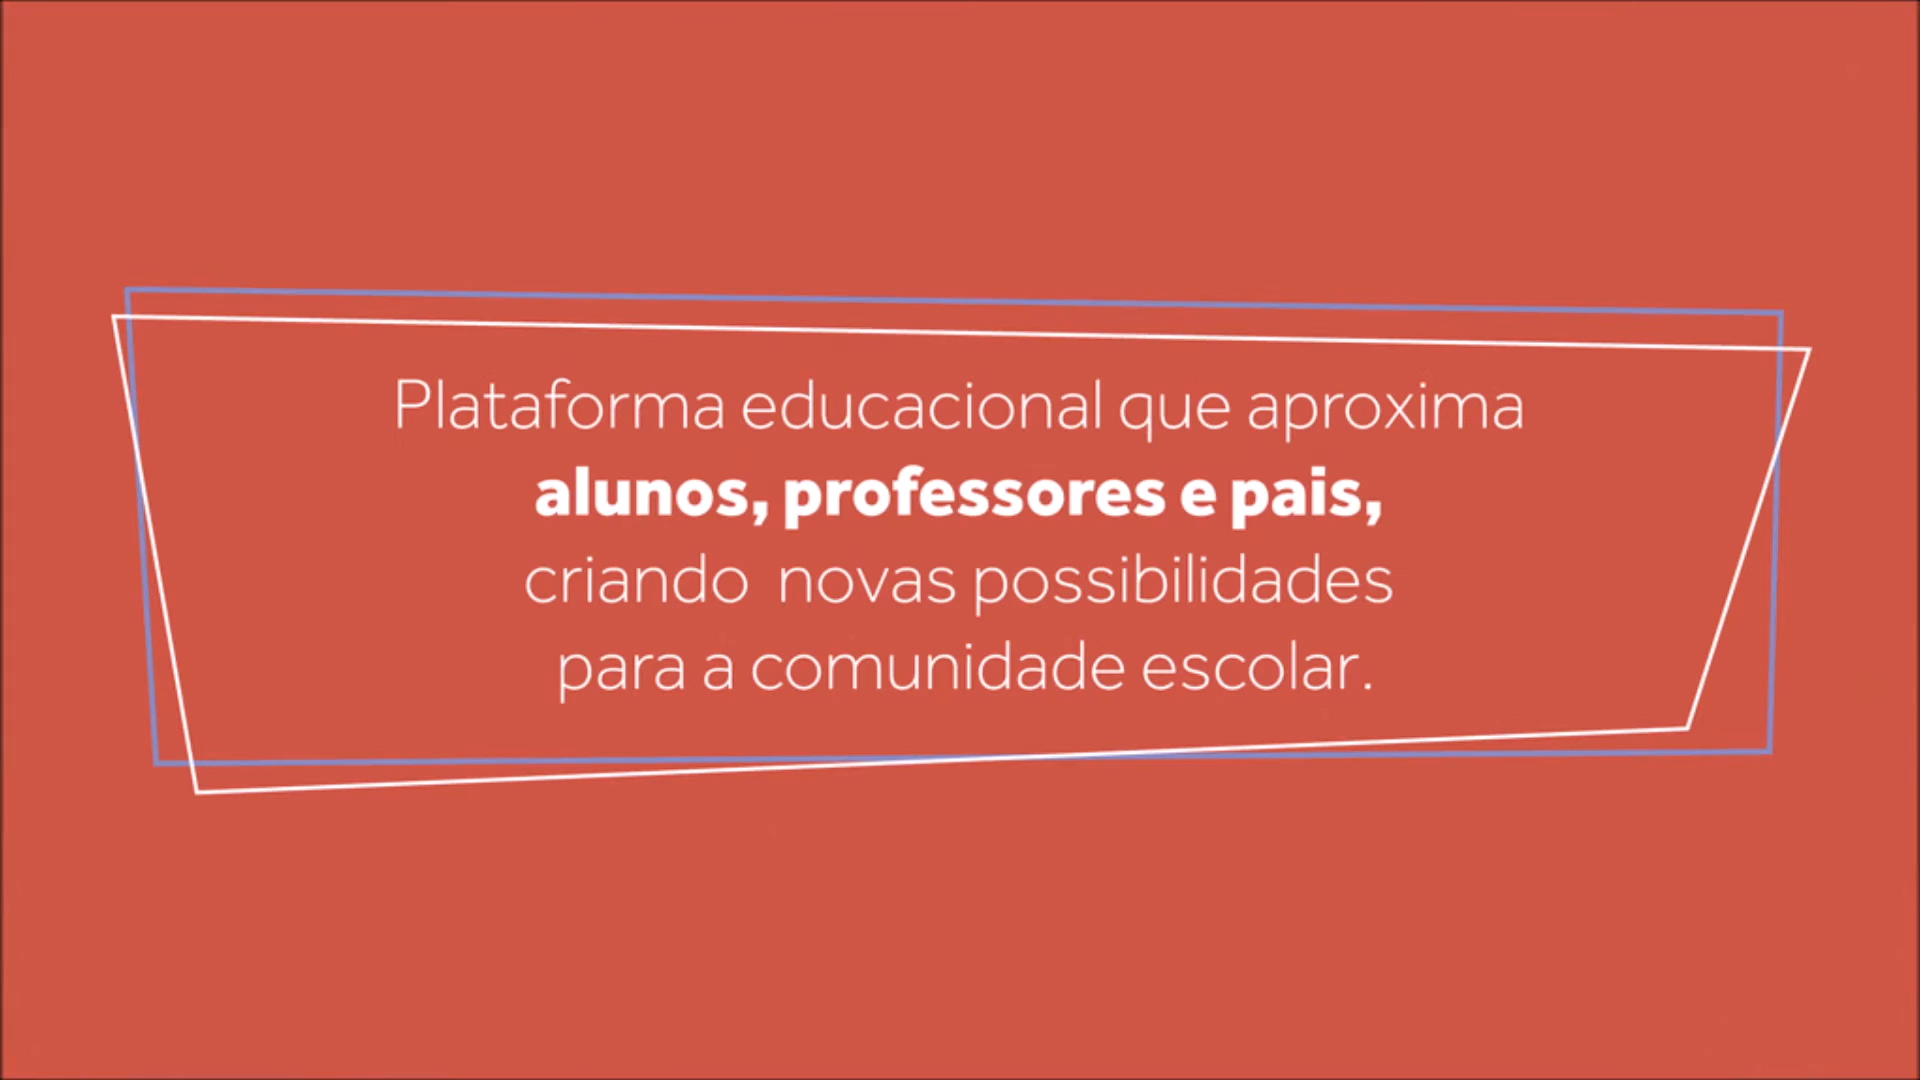 Plataforma educacional que aproxima
alunos, professores e pais,
criando novas possibilidades
para a comunidade escolar.